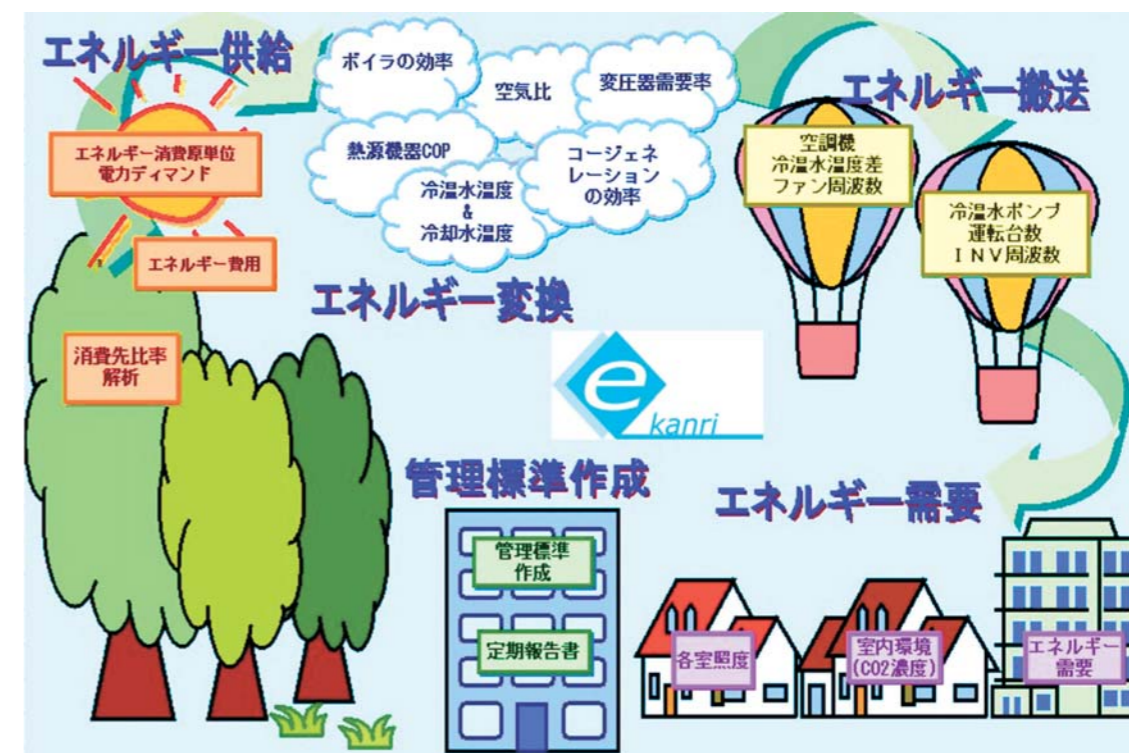 エネルギー供給
エネルギー消費原単位
電力ディマンド
エネルギー費用
消費先比率
解析
ボイラの効率
空気比
変圧器需要率
熱源機器COP
冷温水温度
&
冷却水温度
コージェネ
レーション
の効率
エネルギー変換
エネルギー搬送
空調機
冷温水温度差
ファン周波数
冷温水ポンプ
運転台数
INV周波数
e
kanri
管理標準作成
管理標準
作成
定期報告書
エネルギー需要
各室照度
室内環境
(CO2濃度)
エネルギー
需要